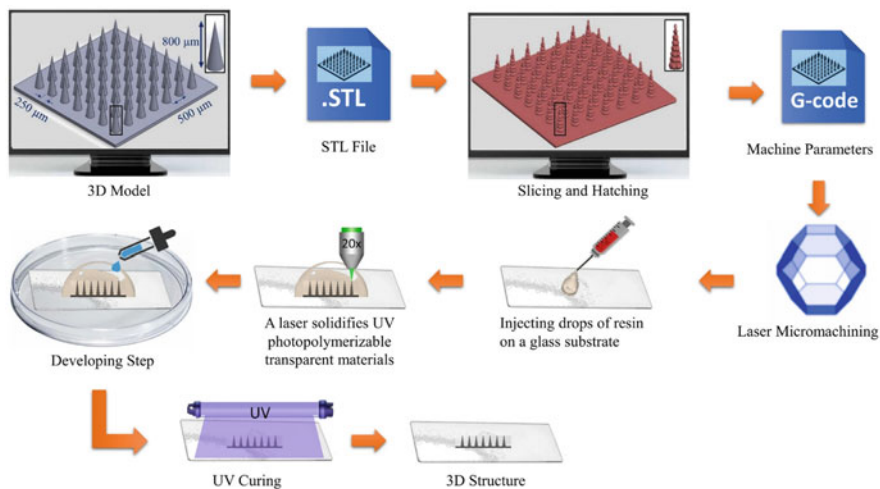 800 μm
250 μm
500 μm
3D Model
.STL
STL File
Slicing and Hatching
G-code
Machine Parameters
Laser Micromachining
Injecting drops of resin
on a glass substrate
20x
A laser solidifies UV
photopolymerizable
transparent materials
Developing Step
UV
UV Curing
3D Structure